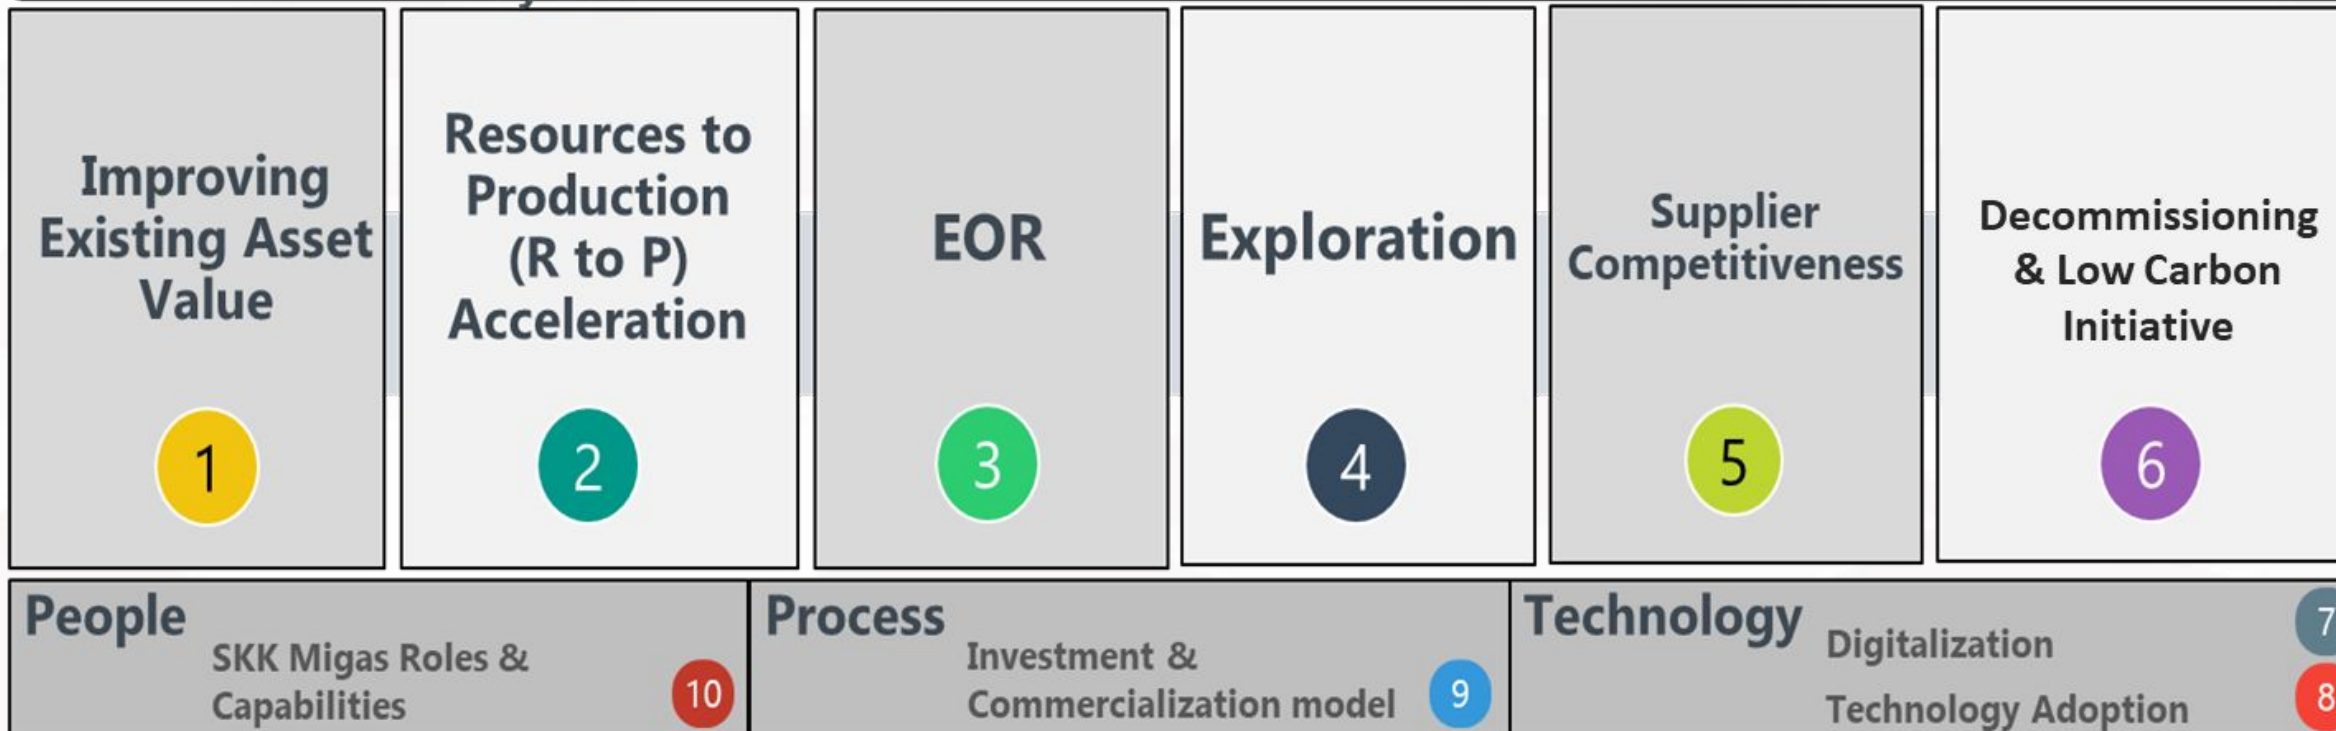 Improving
Existing Asset
Value
1
Resources to
Production
(R to P)
Acceleration
2
EOR
3
Exploration
4
Supplier
Competitiveness
5
Decommissioning
& Low Carbon
Initiative
6
People
SKK Migas Roles &
Capabilities
10
Process
Investment &
Commercialization model
9
Technology
Digitalization
7
Technology Adoption
8